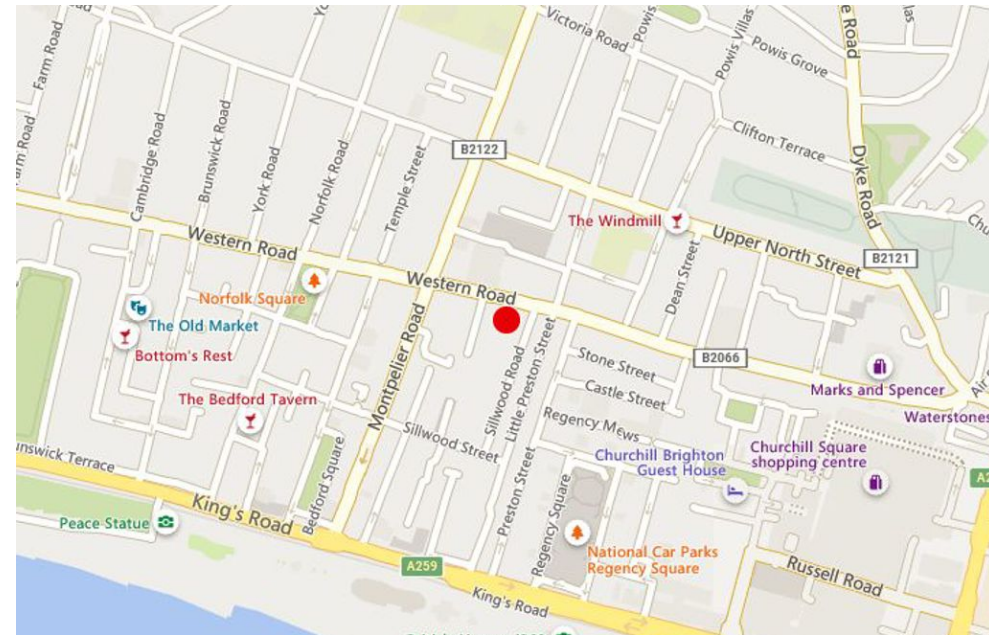 Farm Road
Farm Road
Cambridge Road
Brunswick Road
York Road
Norfolk Road
Temple Street
Victoria Road
Powis Villas
Powis Grove
Clifton Terrace
B2122
Dyke Road
The Windmill
Upper North Street
B2121
Western Road
Western Road
Norfolk Square
The Old Market
Bottom's Rest
The Bedford Tavern
Montpelier Road
Sillwood Road
Little Preston Street
Dean Street
Stone Street
Castle Street
B2066
Marks and Spencer
Waterstones
Regency Mews
Sillwood Street
Churchill Brighton
Guest House
Churchill Square
shopping centre
Bedford Square
Preston Street
Regency Square
King's Road
Peace Statue
A259
National Car Parks
Regency Square
Russell Road
King's Road